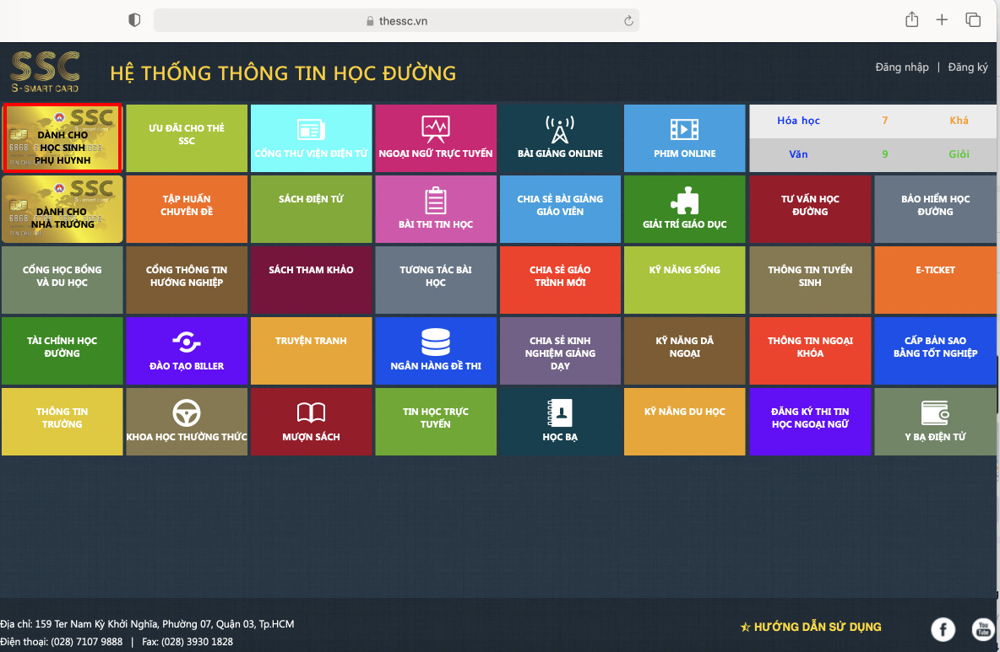 thessc.vn
SSC
S-SMART CARD
HỆ THỐNG THÔNG TIN HỌC ĐƯỜNG
Đăng nhập | Đăng ký
SSC
DÀNH CHO
HỌC SINH
6868
PHỤ HUYNH
ƯU ĐÃI CHO THẺ
SSC
CỔNG THƯ VIỆN ĐIỆN TỬ
NGOẠI NGỮ TRỰC TUYẾN
BÀI GIẢNG ONLINE
PHIM ONLINE
Hóa học 7 Khá
Văn 9 Giỏi
SSC
DÀNH CHO
6868
NHÀ TRƯỜNG
TẬP HUẤN
CHUYÊN ĐỀ
SÁCH ĐIỆN TỬ
BÀI THI TIN HỌC
CHIA SẺ BÀI GIẢNG
GIÁO VIÊN
GIẢI TRÍ GIÁO DỤC
TƯ VẤN HỌC
ĐƯỜNG
BẢO HIỂM HỌC
ĐƯỜNG
CỔNG HỌC BỔNG
VÀ DU HỌC
CỔNG THÔNG TIN
HƯỚNG NGHIỆP
SÁCH THAM KHẢO
TƯƠNG TÁC BÀI
HỌC
CHIA SẺ GIÁO
TRÌNH MỚI
KỸ NĂNG SỐNG
THÔNG TIN TUYỂN
SINH
E-TICKET
TÀI CHÍNH HỌC
ĐƯỜNG
ĐÀO TẠO BILLER
TRUYỆN TRANH
NGÂN HÀNG ĐỀ THI
CHIA SẺ KINH
NGHIỆM GIẢNG
DẠY
KỸ NĂNG DÃ
NGOẠI
THÔNG TIN NGOẠI
KHÓA
CẤP BẢN SAO
BẰNG TỐT NGHIỆP
THÔNG TIN
TRƯỜNG
KHOA HỌC THƯỜNG THỨC
MƯỢN SÁCH
TIN HỌC TRỰC
TUYẾN
HỌC BẠ
KỸ NĂNG DU HỌC
ĐĂNG KÝ THI TIN
HỌC NGOẠI NGỮ
Y BẠ ĐIỆN TỬ
Địa chỉ: 159 Ter Nam Kỳ Khởi Nghĩa, Phường 07, Quận 03, Tp.HCM
Điện thoại: (028) 7107 9888 | Fax: (028) 3930 1828
HƯỚNG DẪN SỬ DỤNG
You
Tube